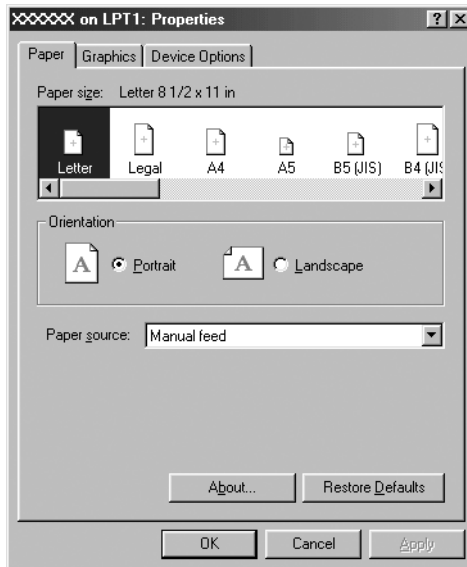 XXXXXX on LPT1: Properties
Paper Graphics Device Options
Paper size: Letter 8 1/2 x 11 in
Letter Legal A4 A5 B5 (JIS) B4 (JIS
Orientation
A Portrait A Landscape
Paper source: Manual feed
About... Restore Defaults
OK Cancel Apply